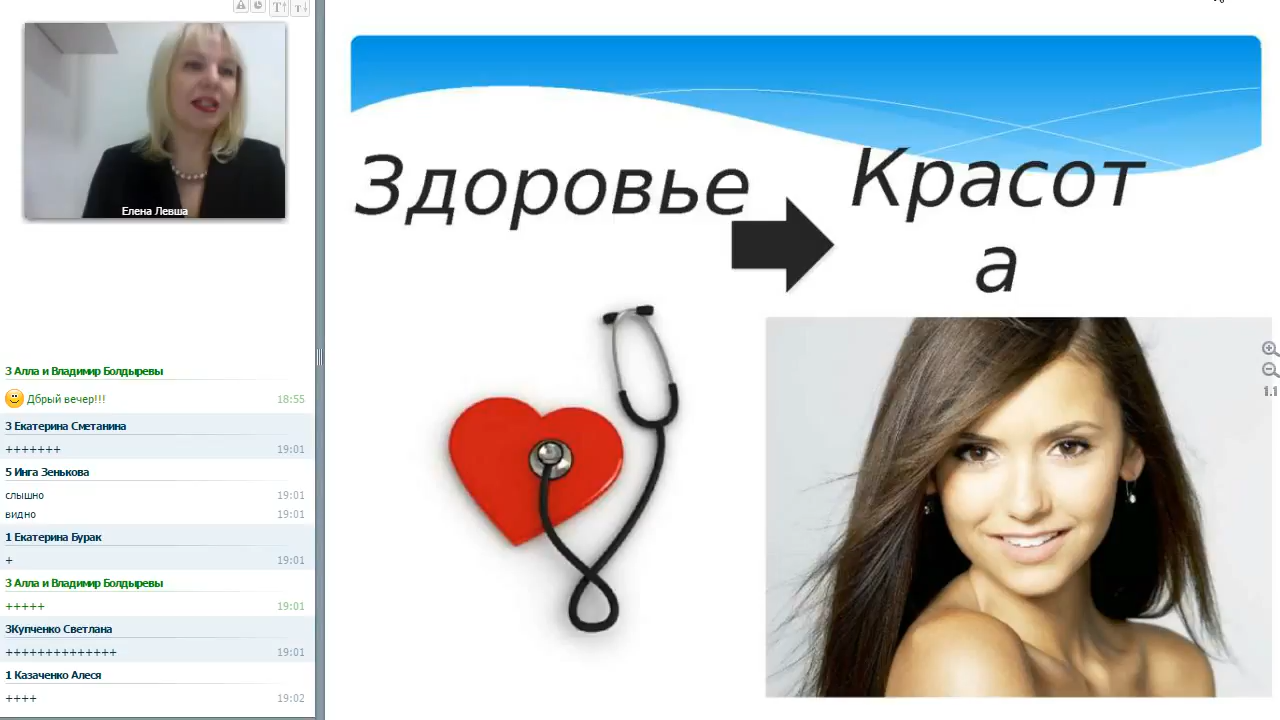 Елена Левша
3 Алла и Владимир Болдыревы
Дбрый вечер!!! 18:55
3 Екатерина Сметанина
+++++++ 19:01
5 Инга Зенькова
слышно 19:01
видно 19:01
1 Екатерина Бурак
+ 19:01
3 Алла и Владимир Болдыревы
+++++ 19:01
3Купченко Светлана
++++++++++++++ 19:01
1 Казаченко Алеся
++++ 19:02
Здоровье
Красот
а
1.1